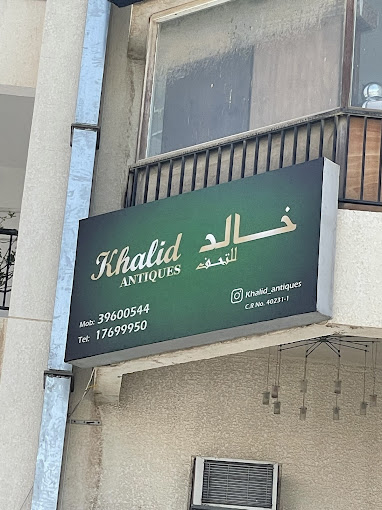 Khalid خالد
ANTIQUES للتحف
Khalid_antiques
C.R No. 40231-1
Mob: 39600544
Tel: 17699950